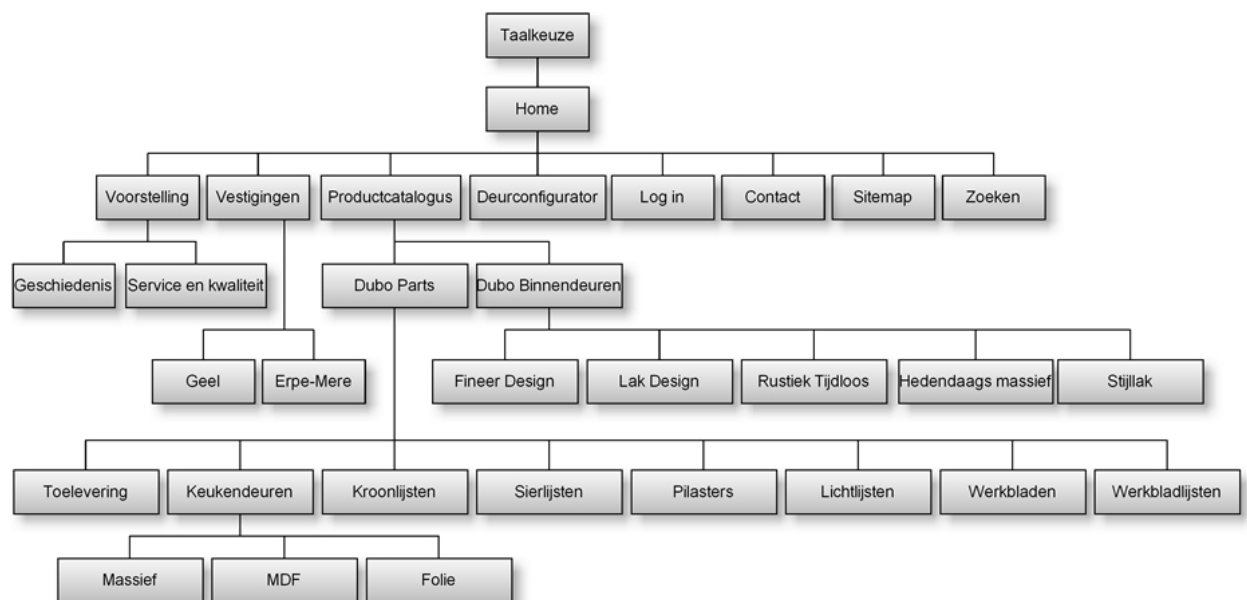 Taalkeuze
Home
Voorstelling
Vestigingen
Productcatalogus
Deurconfigurator
Log in
Contact
Sitemap
Zoeken
Geschiedenis
Service en kwaliteit
Dubo Parts
Dubo Binnendeuren
Geel
Erpe-Mere
Fineer Design
Lak Design
Rustiek Tijdloos
Hedendaags massief
Stijllak
Toelevering
Keukendeuren
Kroonlijsten
Sierlijsten
Pilasters
Lichtlijsten
Werkbladen
Werkbladlijsten
Massief
MDF
Folie